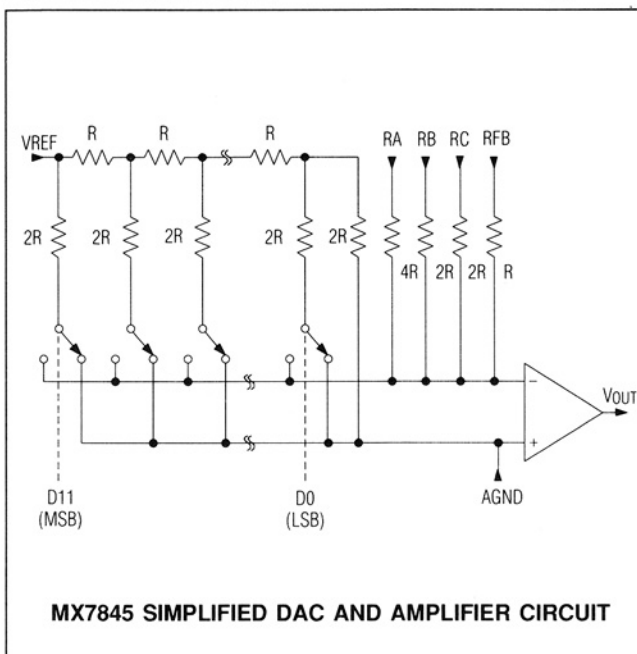 VREF R R R RA RB RC RFB
2R 2R 2R 2R 2R 4R 2R 2R R
− VOUT
+
D11 D0 AGND
(MSB) (LSB)
MX7845 SIMPLIFIED DAC AND AMPLIFIER CIRCUIT